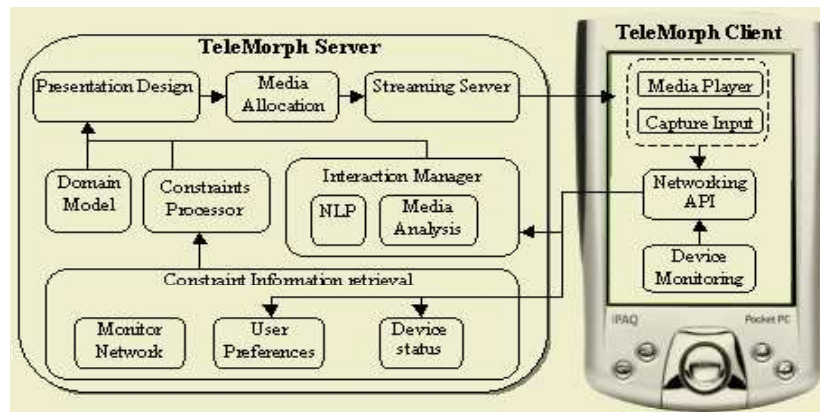 TeleMorph Server
Presentation Design
Media
Allocation
Streaming Server
Domain
Model
Constraints
Processor
Interaction Manager
NLP
Media
Analysis
Constraint Information retrieval
Monitor
Network
User
Preferences
Device
status
TeleMorph Client
Media Player
Capture Input
Networking
API
Device
Monitoring
iPAQ
Pocket PC